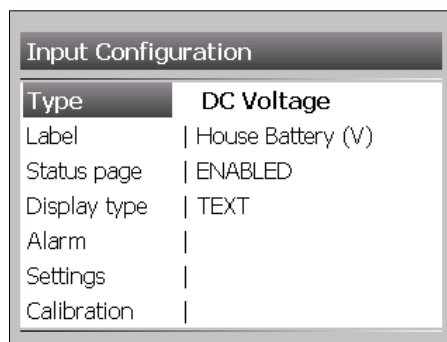 Input Configuration
Type DC Voltage
Label | House Battery (V)
Status page | ENABLED
Display type | TEXT
Alarm |
Settings |
Calibration |